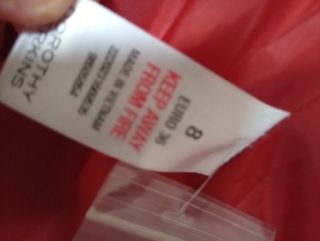 DOROTHY
PERKINS
MADE IN VIETNAM
KEEP AWAY
FROM FIRE
EURO 36
8